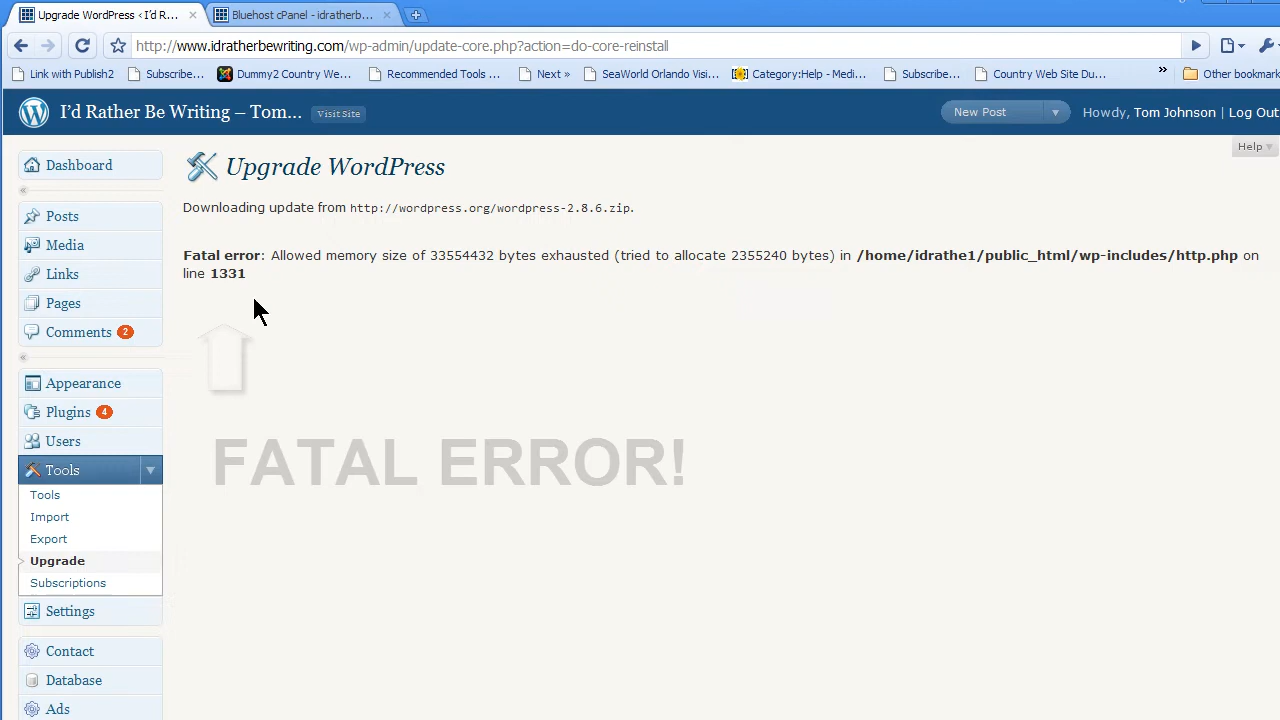 Upgrade WordPress ‹ I'd R...
Bluehost cPanel - idratherb...
http://www.idratherbewriting.com/wp-admin/update-core.php?action=do-core-reinstall
Link with Publish2 Subscribe... Dummy2 Country We... Recommended Tools ... Next » SeaWorld Orlando Visi... Category:Help - Medi... Subscribe... Country Web Site Du... » Other bookmark
I'd Rather Be Writing – Tom... Visit Site New Post Howdy, Tom Johnson | Log Out
Help
Dashboard
Posts
Media
Links
Pages
Comments 2
Appearance
Plugins 4
Users
Tools
Tools
Import
Export
Upgrade
Subscriptions
Settings
Contact
Database
Ads
Upgrade WordPress
Downloading update from http://wordpress.org/wordpress-2.8.6.zip.
Fatal error: Allowed memory size of 33554432 bytes exhausted (tried to allocate 2355240 bytes) in /home/idrathe1/public_html/wp-includes/http.php on
line 1331
FATAL ERROR!